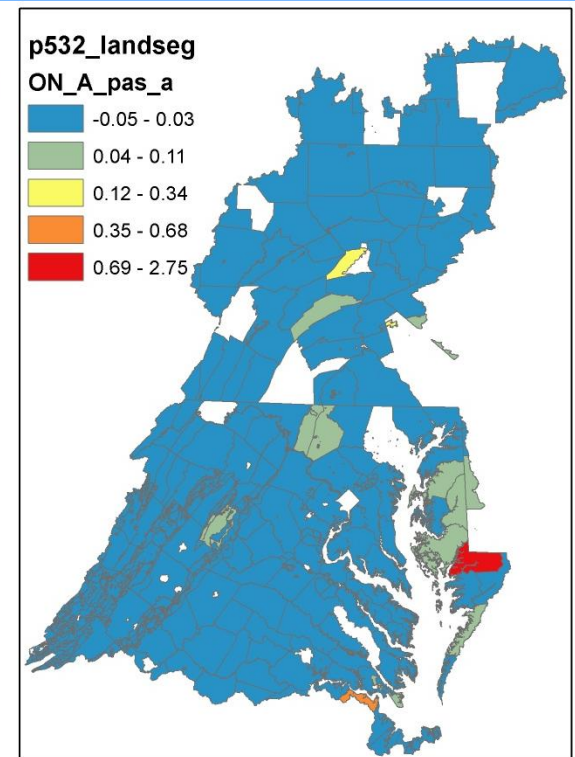 p532_landseg
ON_A_pas_a
-0.05 - 0.03
0.04 - 0.11
0.12 - 0.34
0.35 - 0.68
0.69 - 2.75